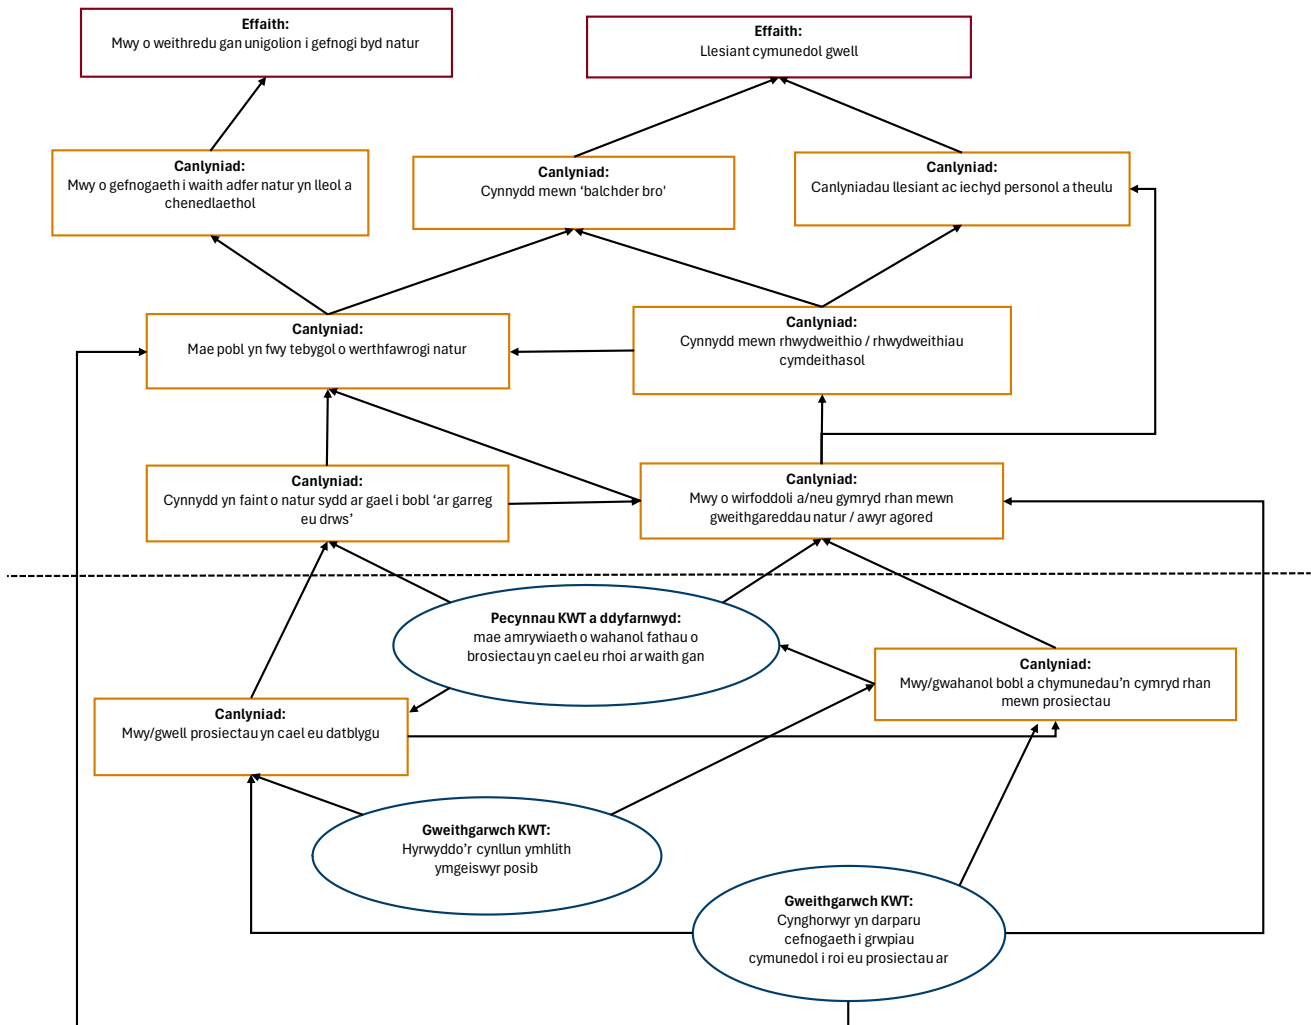 Effaith:
Mwy o weithredu gan unigolion i gefnogi byd natur
Effaith:
Llesiant cymunedol gwell
Canlyniad:
Mwy o gefnogaeth i waith adfer natur yn lleol a
chenedlaethol
Canlyniad:
Cynnydd mewn ‘balchder bro'
Canlyniad:
Canlyniadau llesiant ac iechyd personol a theulu
Canlyniad:
Mae pobl yn fwy tebygol o werthfawrogi natur
Canlyniad:
Cynnydd mewn rhwydweithio / rhwydweithiau
cymdeithasol
Canlyniad:
Cynnydd yn faint o natur sydd ar gael i bobl ‘ar garreg
eu drws’
Canlyniad:
Mwy o wirfoddoli a/neu gymryd rhan mewn
gweithgareddau natur / awyr agored
Pecynnau KWT a ddyfarnwyd:
mae amrywiaeth o wahanol fathau o
brosiectau yn cael eu rhoi ar waith gan
Canlyniad:
Mwy/gwahanol bobl a chymunedau’n cymryd rhan
mewn prosiectau
Canlyniad:
Mwy/gwell prosiectau yn cael eu datblygu
Gweithgarwch KWT:
Hyrwyddo’r cynllun ymhlith
ymgeiswyr posib
Gweithgarwch KWT:
Cynghorwyr yn darparu
cefnogaeth i grwpiau
cymunedol i roi eu prosiectau ar